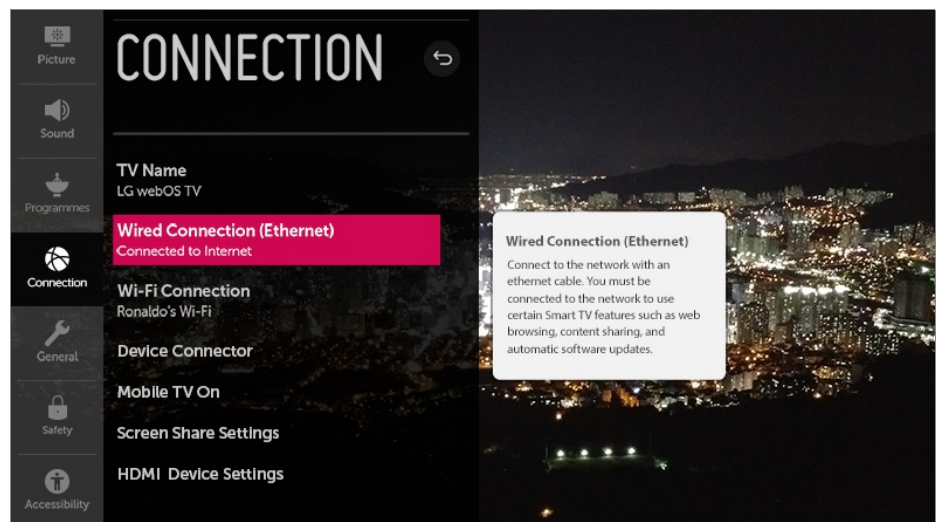 Picture
Sound
Programmes
Connection
General
Safety
Accessibility
CONNECTION
TV Name
LG webOS TV
Wired Connection (Ethernet)
Connected to Internet
Wi-Fi Connection
Ronaldo's Wi-Fi
Device Connector
Mobile TV On
Screen Share Settings
HDMI Device Settings
Wired Connection (Ethernet)
Connect to the network with an
ethernet cable. You must be
connected to the network to use
certain Smart TV features such as web
browsing, content sharing, and
automatic software updates.